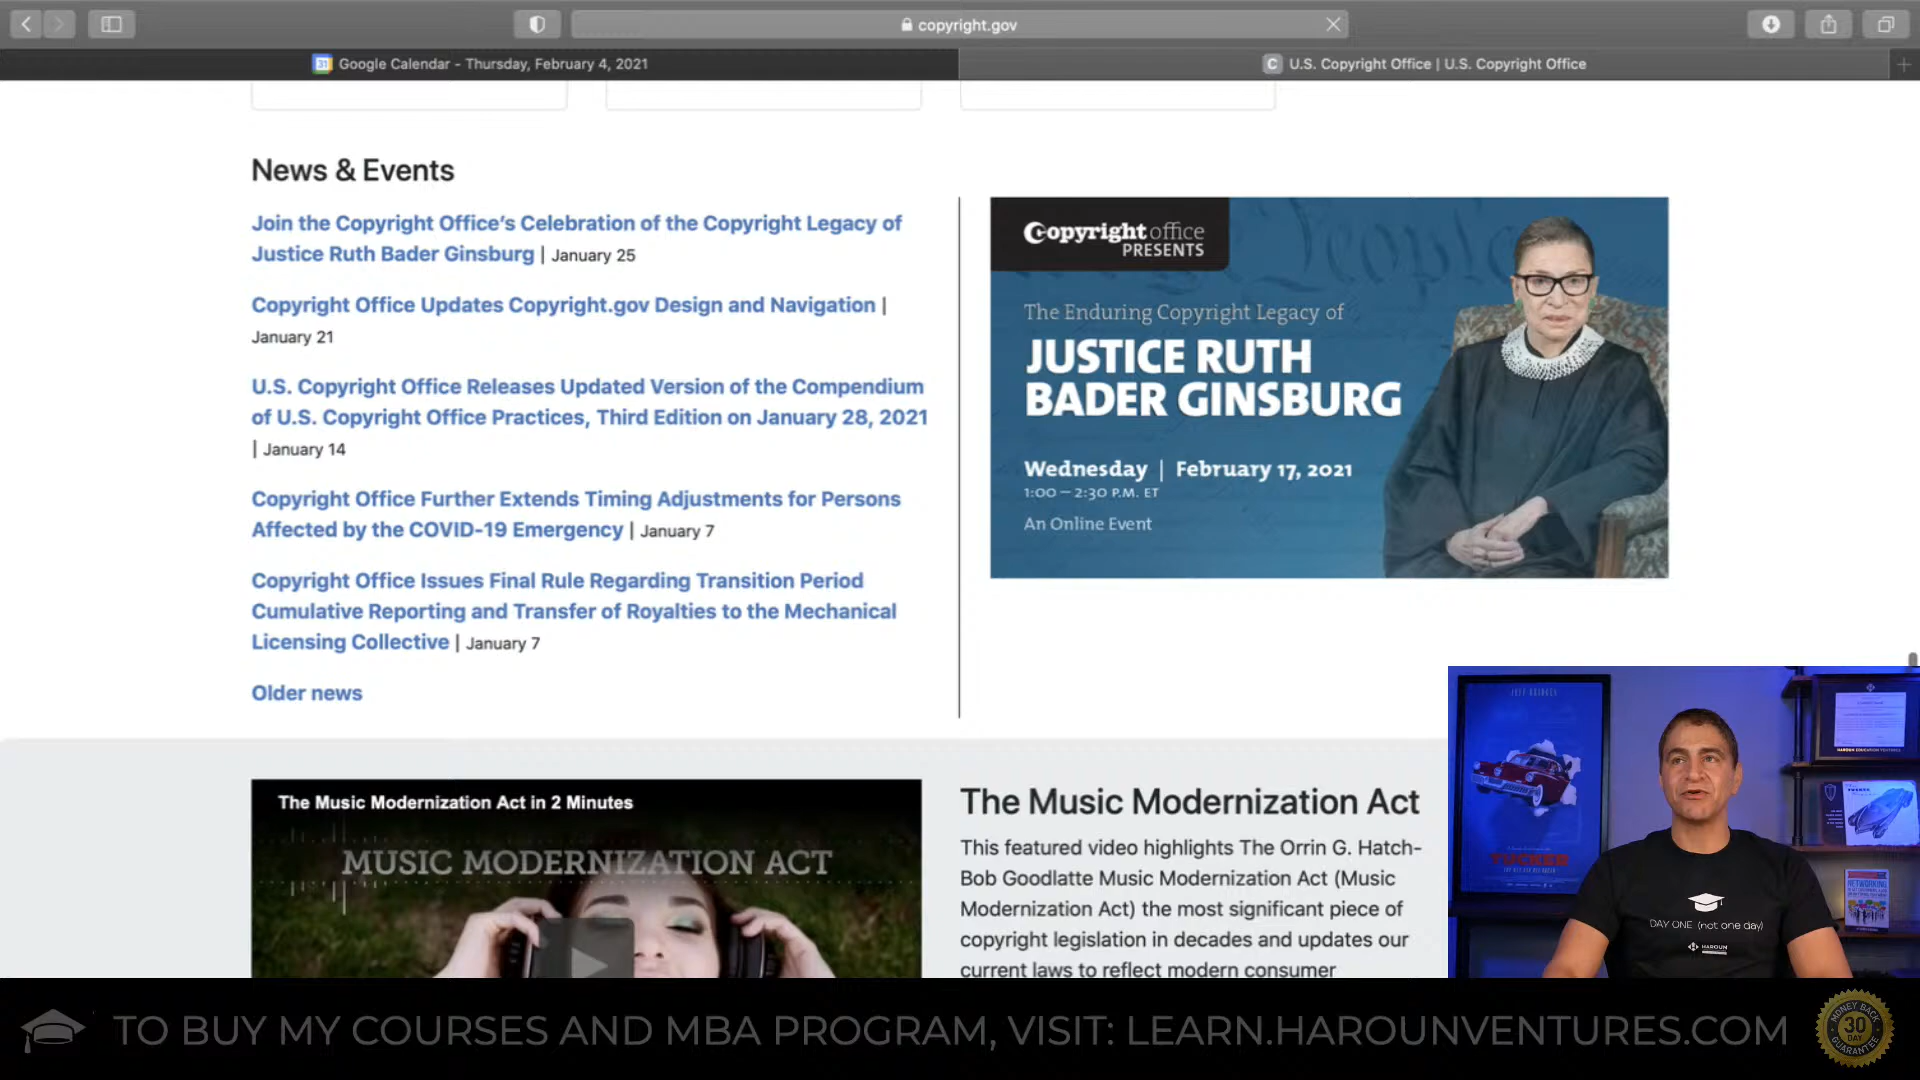 copyright.gov
Google Calendar - Thursday, February 4, 2021
C U.S. Copyright Office | U.S. Copyright Office
News & Events
Join the Copyright Office's Celebration of the Copyright Legacy of
Justice Ruth Bader Ginsburg | January 25
Copyright Office Updates Copyright.gov Design and Navigation |
January 21
U.S. Copyright Office Releases Updated Version of the Compendium
of U.S. Copyright Office Practices, Third Edition on January 28, 2021
| January 14
Copyright Office Further Extends Timing Adjustments for Persons
Affected by the COVID-19 Emergency | January 7
Copyright Office Issues Final Rule Regarding Transition Period
Cumulative Reporting and Transfer of Royalties to the Mechanical
Licensing Collective | January 7
Older news
Copyright office
PRESENTS
The Enduring Copyright Legacy of
JUSTICE RUTH
BADER GINSBURG
Wednesday | February 17, 2021
1:00 – 2:30 P.M. ET
An Online Event
The Music Modernization Act in 2 Minutes
MUSIC MODERNIZATION ACT
The Music Modernization Act
This featured video highlights The Orrin G. Hatch-
Bob Goodlatte Music Modernization Act (Music
Modernization Act) the most significant piece of
copyright legislation in decades and updates our
current laws to reflect modern consumer
JEFF BRIDGES
TUCKER
NETWORKING
DAY ONE (not one day)
HAROUN
TO BUY MY COURSES AND MBA PROGRAM, VISIT: LEARN.HAROUNVENTURES.COM
MONEY BACK
30
DAY
GUARANTEE